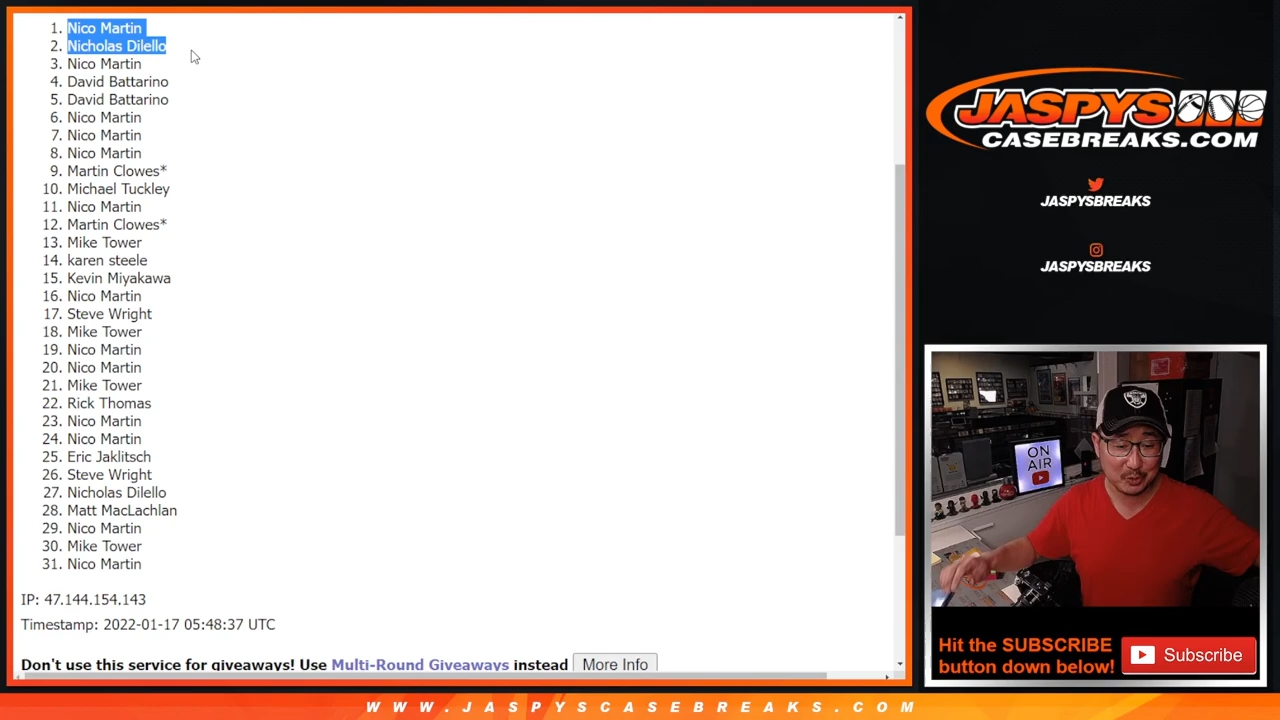 1. Nico Martin
2. Nicholas Dilello
3. Nico Martin
4. David Battarino
5. David Battarino
6. Nico Martin
7. Nico Martin
8. Nico Martin
9. Martin Clowes*
10. Michael Tuckley
11. Nico Martin
12. Martin Clowes*
13. Mike Tower
14. karen steele
15. Kevin Miyakawa
16. Nico Martin
17. Steve Wright
18. Mike Tower
19. Nico Martin
20. Nico Martin
21. Mike Tower
22. Rick Thomas
23. Nico Martin
24. Nico Martin
25. Eric Jaklitsch
26. Steve Wright
27. Nicholas Dilello
28. Matt MacLachlan
29. Nico Martin
30. Mike Tower
31. Nico Martin
IP: 47.144.154.143
Timestamp: 2022-01-17 05:48:37 UTC
Don't use this service for giveaways! Use Multi-Round Giveaways instead More Info
JASPYS
CASEBREAKS.COM
JASPYSBREAKS
JASPYSBREAKS
ON
AIR
Hit the SUBSCRIBE
button down below!
Subscribe
WWW.JASPYSCASEBREAKS.COM